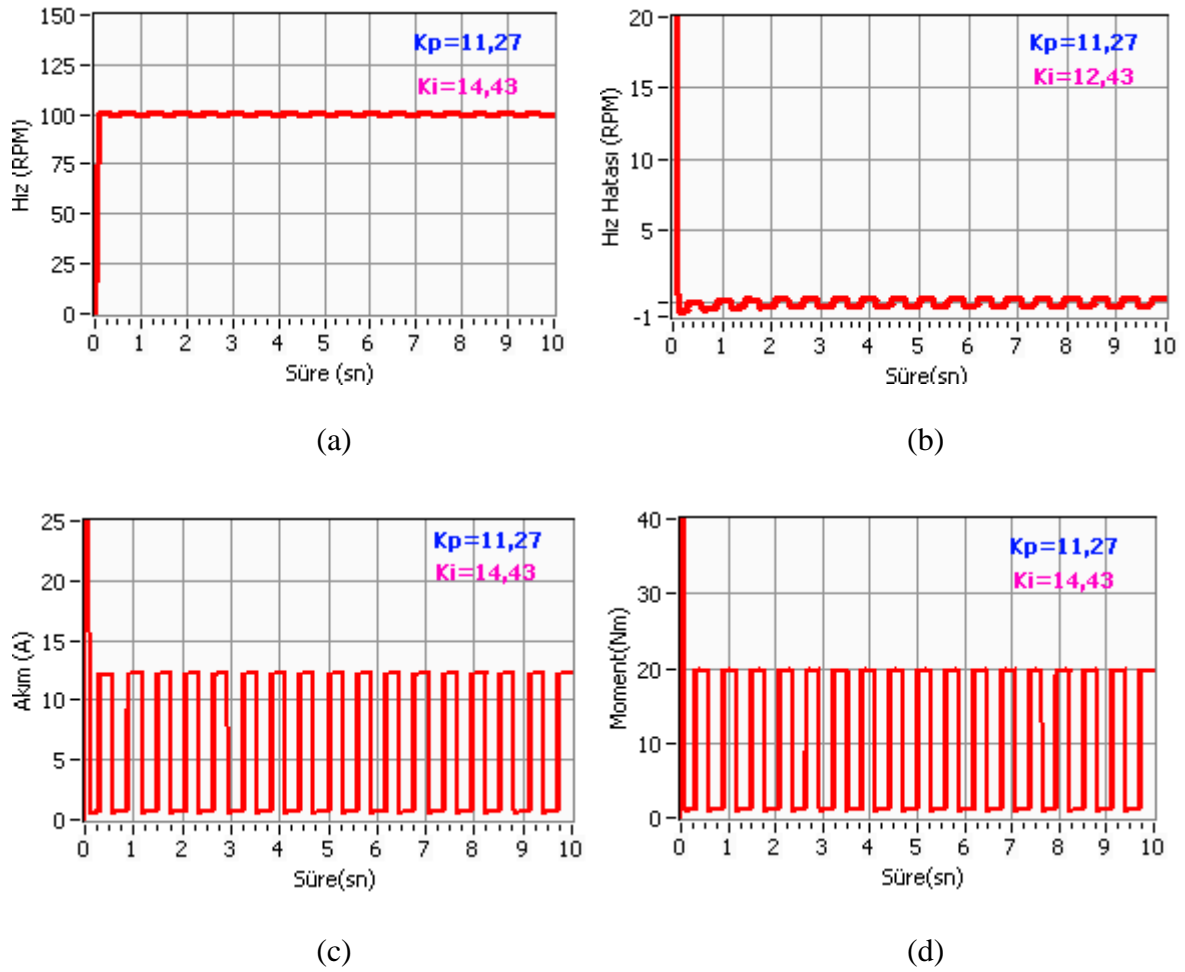 150
125
100
75
50
25
0
Hız (RPM)
Kp=11,27
Ki=14,43
0 1 2 3 4 5 6 7 8 9 10
Süre (sn)
(a)
20
15
10
5
-1
Hız Hatası (RPM)
Kp=11,27
Ki=12,43
0 1 2 3 4 5 6 7 8 9 10
Süre(sn)
(b)
25
20
15
10
5
0
Akım (A)
Kp=11,27
Ki=14,43
0 1 2 3 4 5 6 7 8 9 10
Süre(sn)
(c)
40
30
20
10
0
Moment(Nm)
Kp=11,27
Ki=14,43
0 1 2 3 4 5 6 7 8 9 10
Süre(sn)
(d)